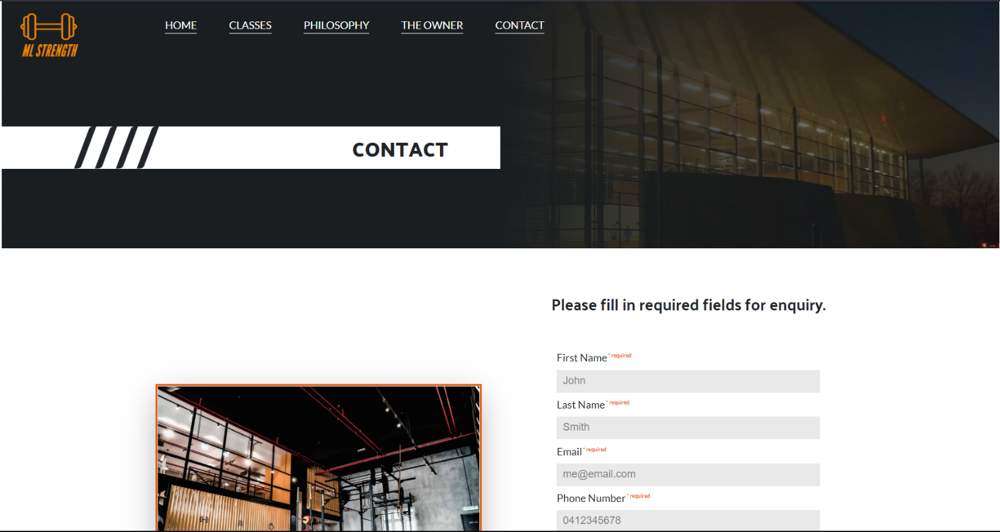 ML STRENGTH
HOME CLASSES PHILOSOPHY THE OWNER CONTACT
CONTACT
Please fill in required fields for enquiry.
First Name * required
John
Last Name * required
Smith
Email * required
me@email.com
Phone Number * required
0412345678